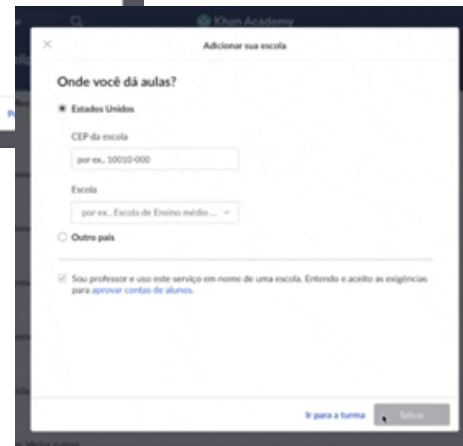 Khan Academy
Adicionar sua escola
Onde você dá aulas?
Estados Unidos
CEP da escola
por ex., 10010-000
Escola
por ex., Escola de Ensino médio ...
Outro país
Sou professor e uso este serviço em nome de uma escola. Entendo e aceito as exigências
para aprovar contas de alunos.
Ir para a turma
Salvar